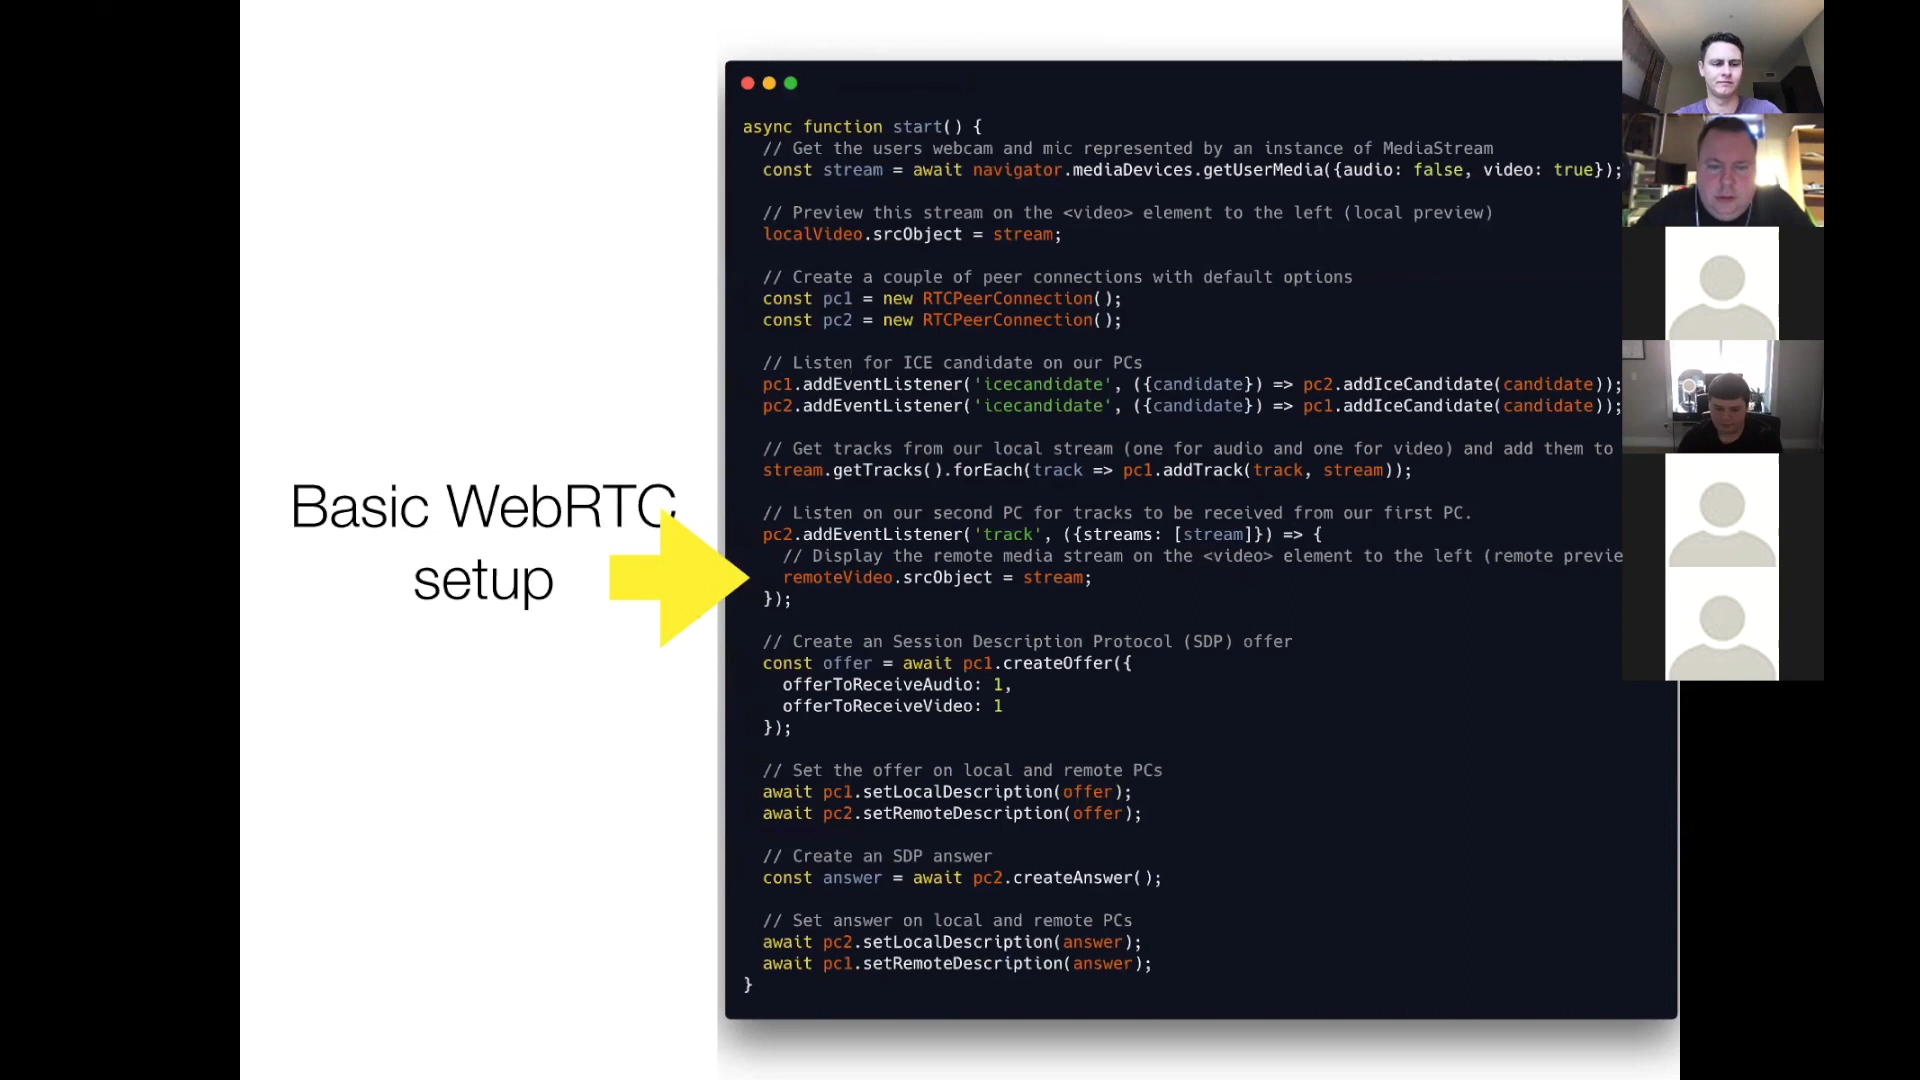 Basic WebRTC
setup
async function start() {
// Get the users webcam and mic represented by an instance of MediaStream
const stream = await navigator.mediaDevices.getUserMedia({audio: false, video: true});
// Preview this stream on the <video> element to the left (local preview)
localVideo.srcObject = stream;
// Create a couple of peer connections with default options
const pc1 = new RTCPeerConnection();
const pc2 = new RTCPeerConnection();
// Listen for ICE candidate on our PCs
pc1.addEventListener('icecandidate', ({candidate}) => pc2.addIceCandidate(candidate));
pc2.addEventListener('icecandidate', ({candidate}) => pc1.addIceCandidate(candidate));
// Get tracks from our local stream (one for audio and one for video) and add them to
stream.getTracks().forEach(track => pc1.addTrack(track, stream));
// Listen on our second PC for tracks to be received from our first PC.
pc2.addEventListener('track', ({streams: [stream]}) => {
// Display the remote media stream on the <video> element to the left (remote previe
remoteVideo.srcObject = stream;
});
// Create an Session Description Protocol (SDP) offer
const offer = await pc1.createOffer({
offerToReceiveAudio: 1,
offerToReceiveVideo: 1
});
// Set the offer on local and remote PCs
await pc1.setLocalDescription(offer);
await pc2.setRemoteDescription(offer);
// Create an SDP answer
const answer = await pc2.createAnswer();
// Set answer on local and remote PCs
await pc2.setLocalDescription(answer);
await pc1.setRemoteDescription(answer);
}